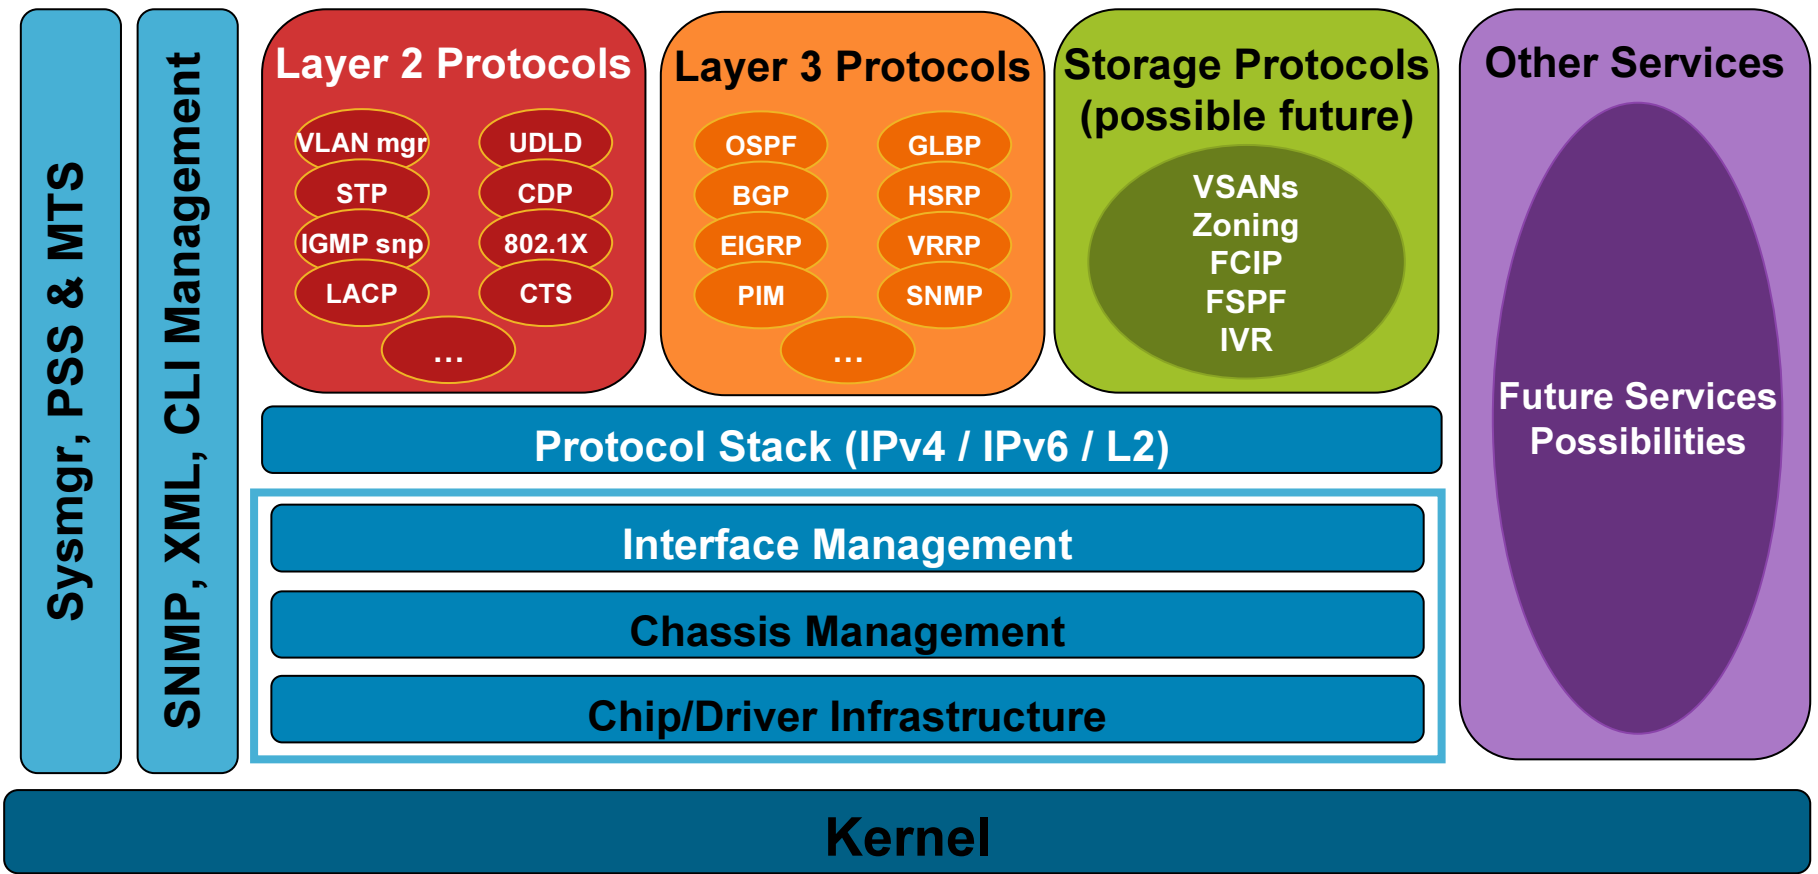 Sysmgr, PSS & MTS
SNMP, XML, CLI Management
Layer 2 Protocols
VLAN mgr
STP
IGMP snp
LACP
UDLD
CDP
802.1X
CTS
...
Layer 3 Protocols
OSPF
BGP
EIGRP
PIM
GLBP
HSRP
VRRP
SNMP
...
Storage Protocols
(possible future)
VSANs
Zoning
FCIP
FSPF
IVR
Other Services
Future Services
Possibilities
Protocol Stack (IPv4 / IPv6 / L2)
Interface Management
Chassis Management
Chip/Driver Infrastructure
Kernel